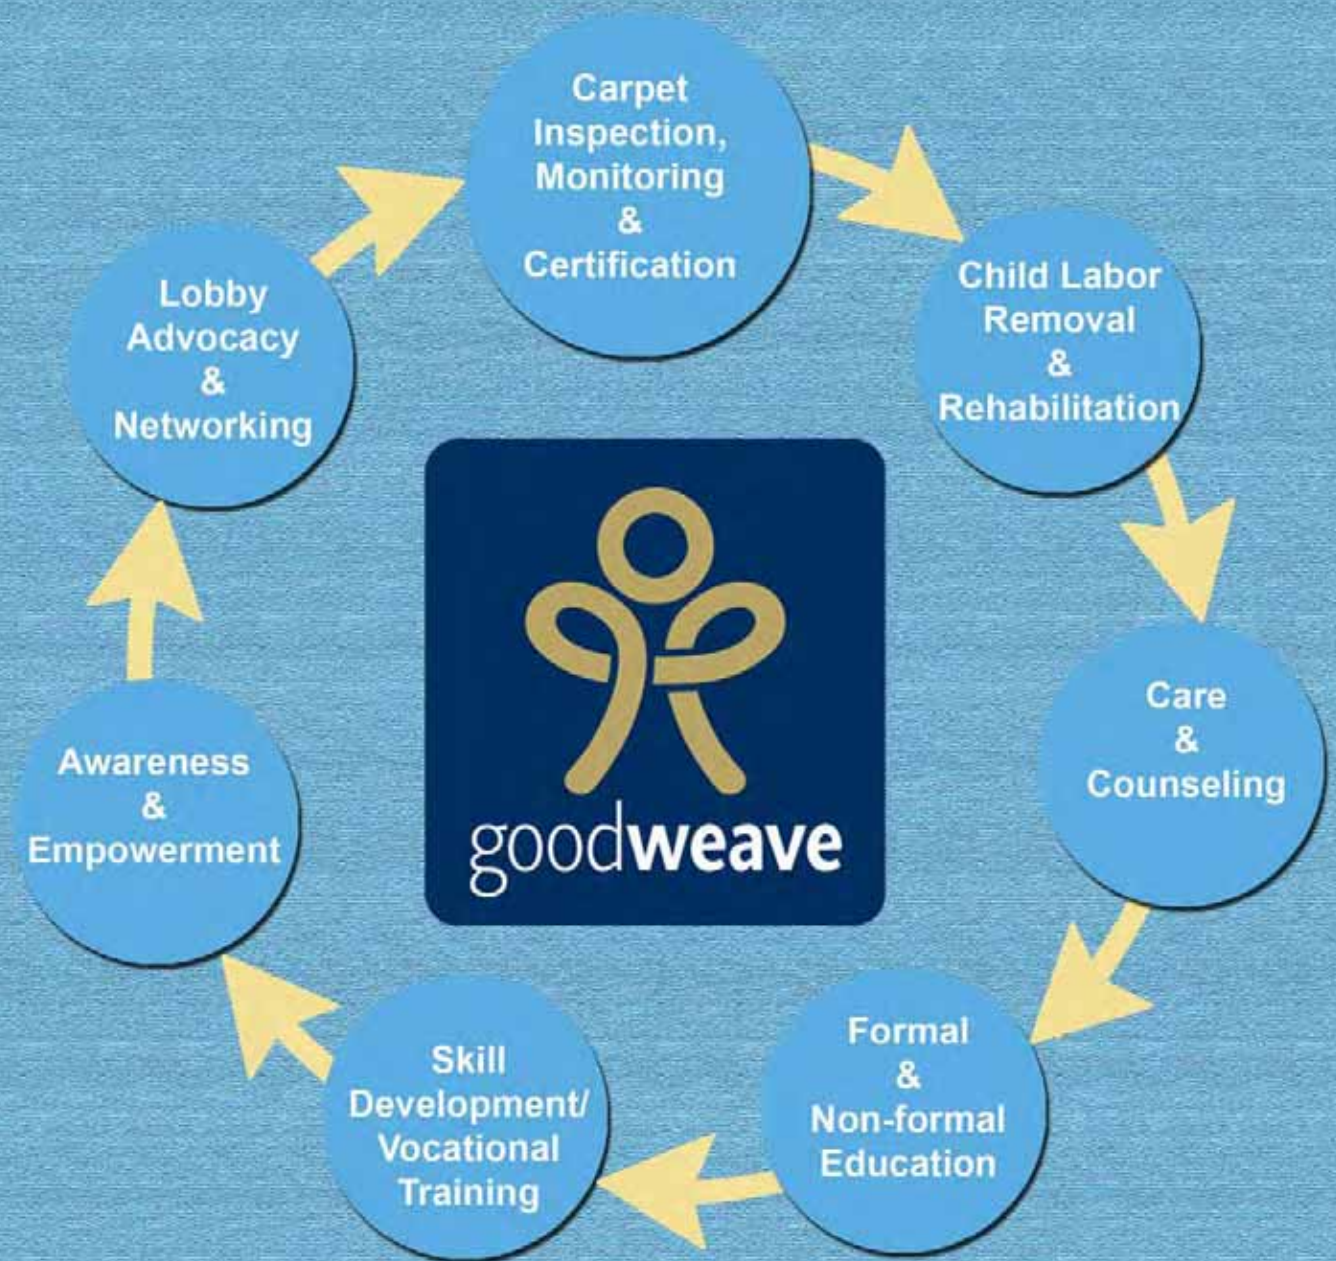 Carpet
Inspection,
Monitoring
&
Certification
Child Labor
Removal
&
Rehabilitation
Care
&
Counseling
Formal
&
Non-formal
Education
Skill
Development/
Vocational
Training
Awareness
&
Empowerment
Lobby
Advocacy
&
Networking
goodweave